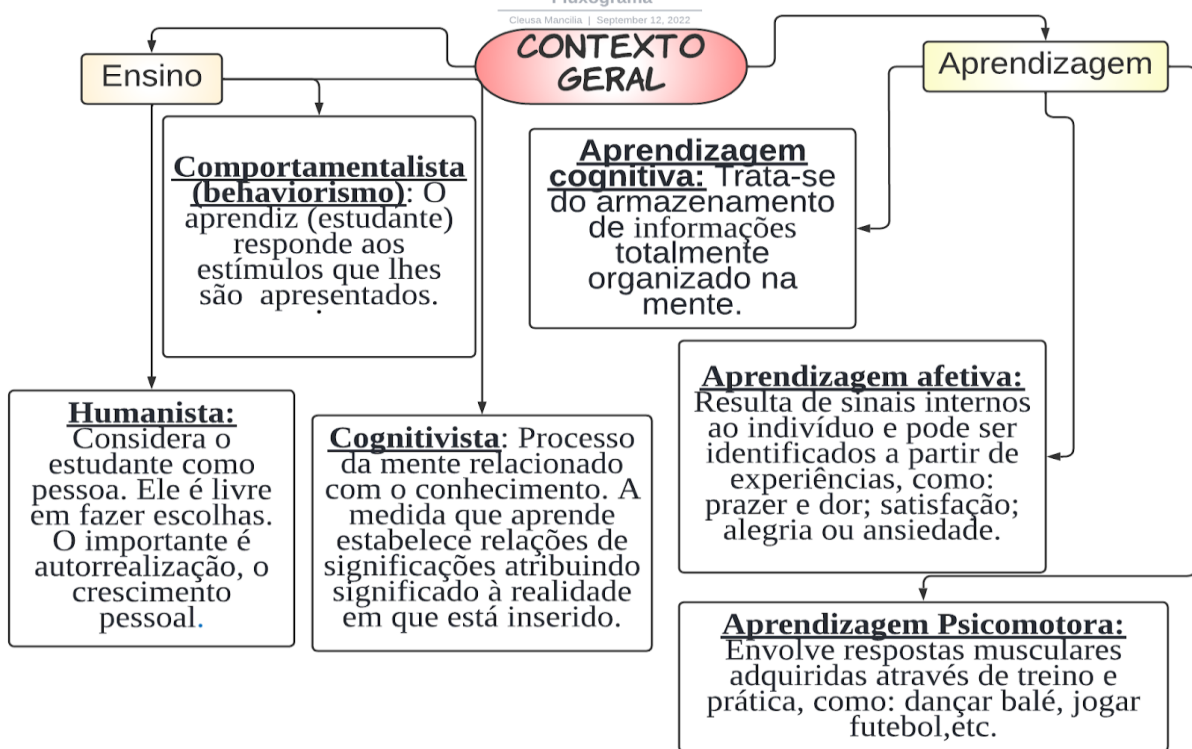 Fluxograma
Cleusa Mancilia | September 12, 2022
CONTEXTO
GERAL
Ensino
Aprendizagem
Comportamentalista
(behaviorismo): O
aprendiz (estudante)
responde aos
estímulos que lhes
são apresentados.
.
Aprendizagem
cognitiva: Trata-se
do armazenamento
de informações
totalmente
organizado na
mente.
Humanista:
Considera o
estudante como
pessoa. Ele é livre
em fazer escolhas.
O importante é
autorrealização, o
crescimento
pessoal.
Cognitivista: Processo
da mente relacionado
com o conhecimento. A
medida que aprende
estabelece relações de
significações atribuindo
significado à realidade
em que está inserido.
Aprendizagem afetiva:
Resulta de sinais internos
ao indivíduo e pode ser
identificados a partir de
experiências, como:
prazer e dor; satisfação;
alegria ou ansiedade.
Aprendizagem Psicomotora:
Envolve respostas musculares
adquiridas através de treino e
prática, como: dançar balé, jogar
futebol,etc.